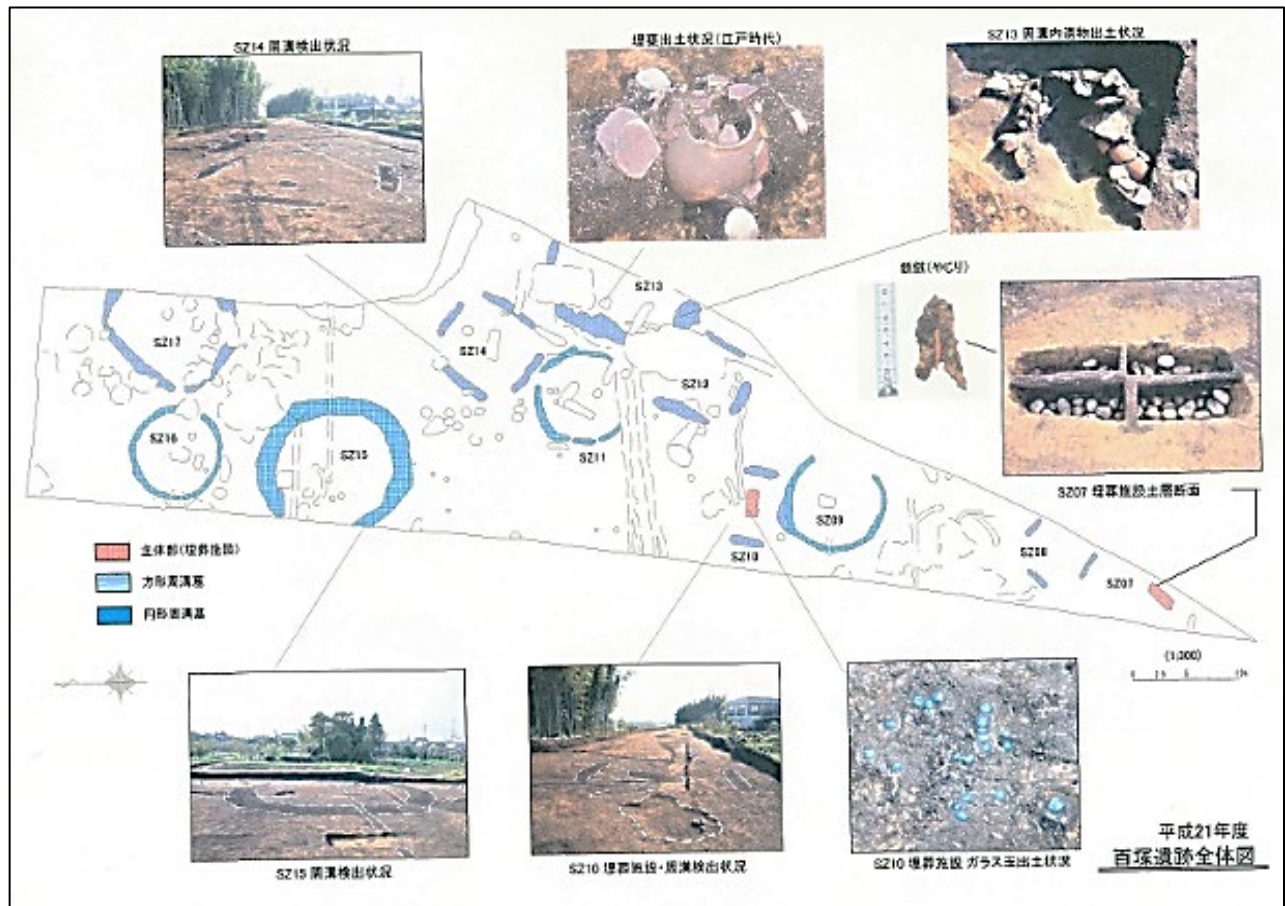 SZ14 周溝検出状況
埋甕出土状況(江戸時代)
SZ13 周溝内遺物出土状況
鉄鏃(やじり)
SZ13
SZ17
SZ14
SZ12
SZ16
SZ15
SZ11
SZ09
SZ10
SZ08
SZ07
SZ07 埋葬施設土層断面
主体部(埋葬施設)
方形周溝墓
円形周溝墓
SZ15 周溝検出状況
SZ10 埋葬施設・周溝検出状況
SZ10 埋葬施設 ガラス玉出土状況
平成21年度
百塚遺跡全体図